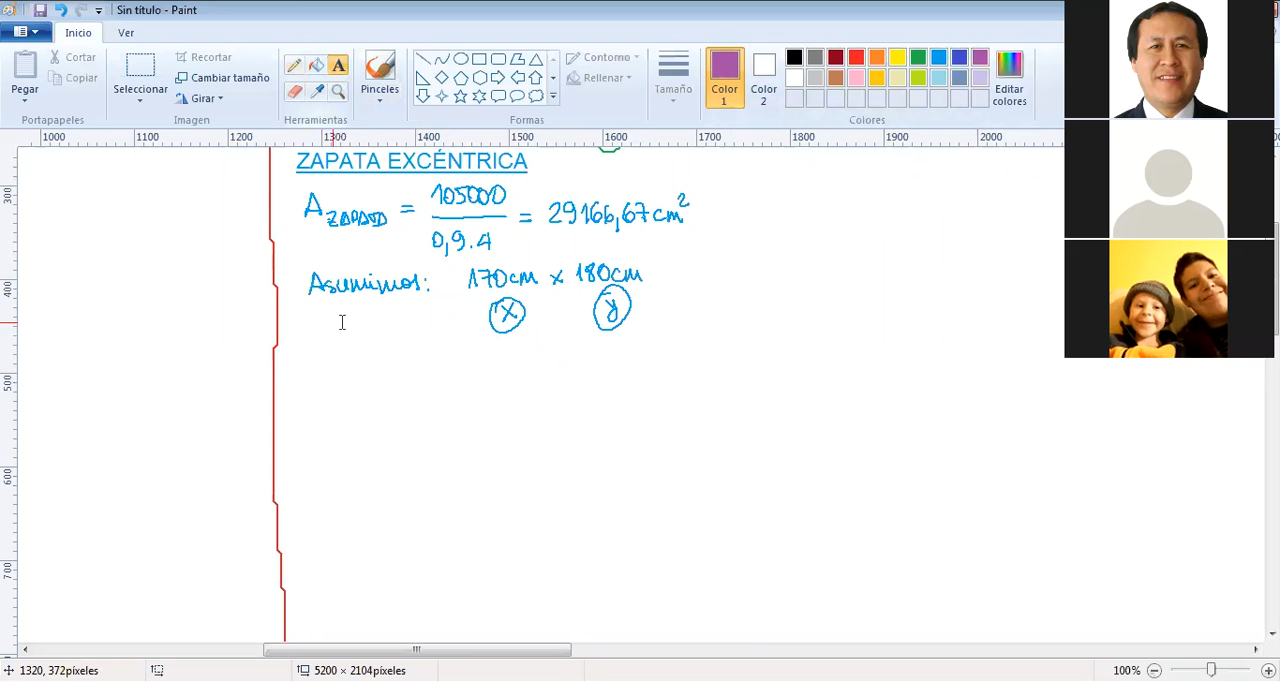 Sin título - Paint
Inicio Ver
Pegar
Cortar
Copiar
Portapapeles
Seleccionar
Recortar
Cambiar tamaño
Girar
Imagen
A
Herramientas
Pinceles
Contorno
Rellenar
Formas
Tamaño
Color 1
Color 2
Editar colores
Colores
1000 1100 1200 1300 1400 1500 1600 1700 1800 1900 2000
300
400
500
600
700
ZAPATA EXCÉNTRICA
A ZAPATA = 105000 / 0,9.4 = 29166,67 cm²
Asumimos: 170cm x 180cm
x y
1320, 372píxeles
5200 × 2104píxeles
100%